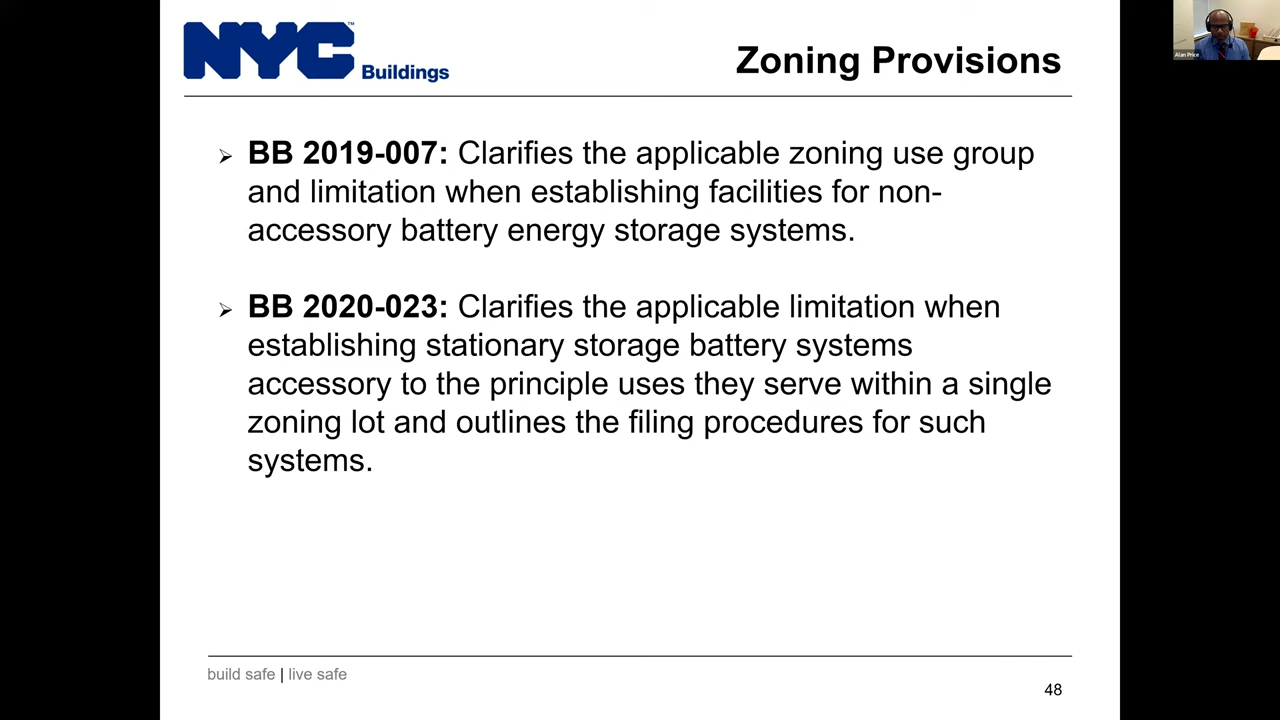 NYC™ Buildings
Zoning Provisions
Alan Price
➢ BB 2019-007: Clarifies the applicable zoning use group
and limitation when establishing facilities for non-
accessory battery energy storage systems.
➢ BB 2020-023: Clarifies the applicable limitation when
establishing stationary storage battery systems
accessory to the principle uses they serve within a single
zoning lot and outlines the filing procedures for such
systems.
build safe | live safe
48